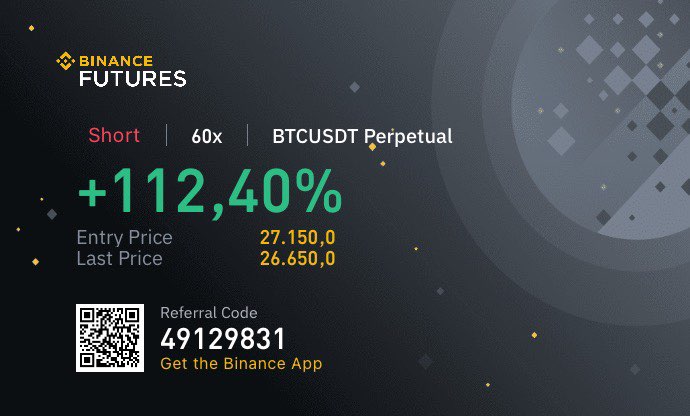 BINANCE
FUTURES
Short | 60x | BTCUSDT Perpetual
+112,40%
Entry Price 27.150,0
Last Price 26.650,0
Referral Code
49129831
Get the Binance App